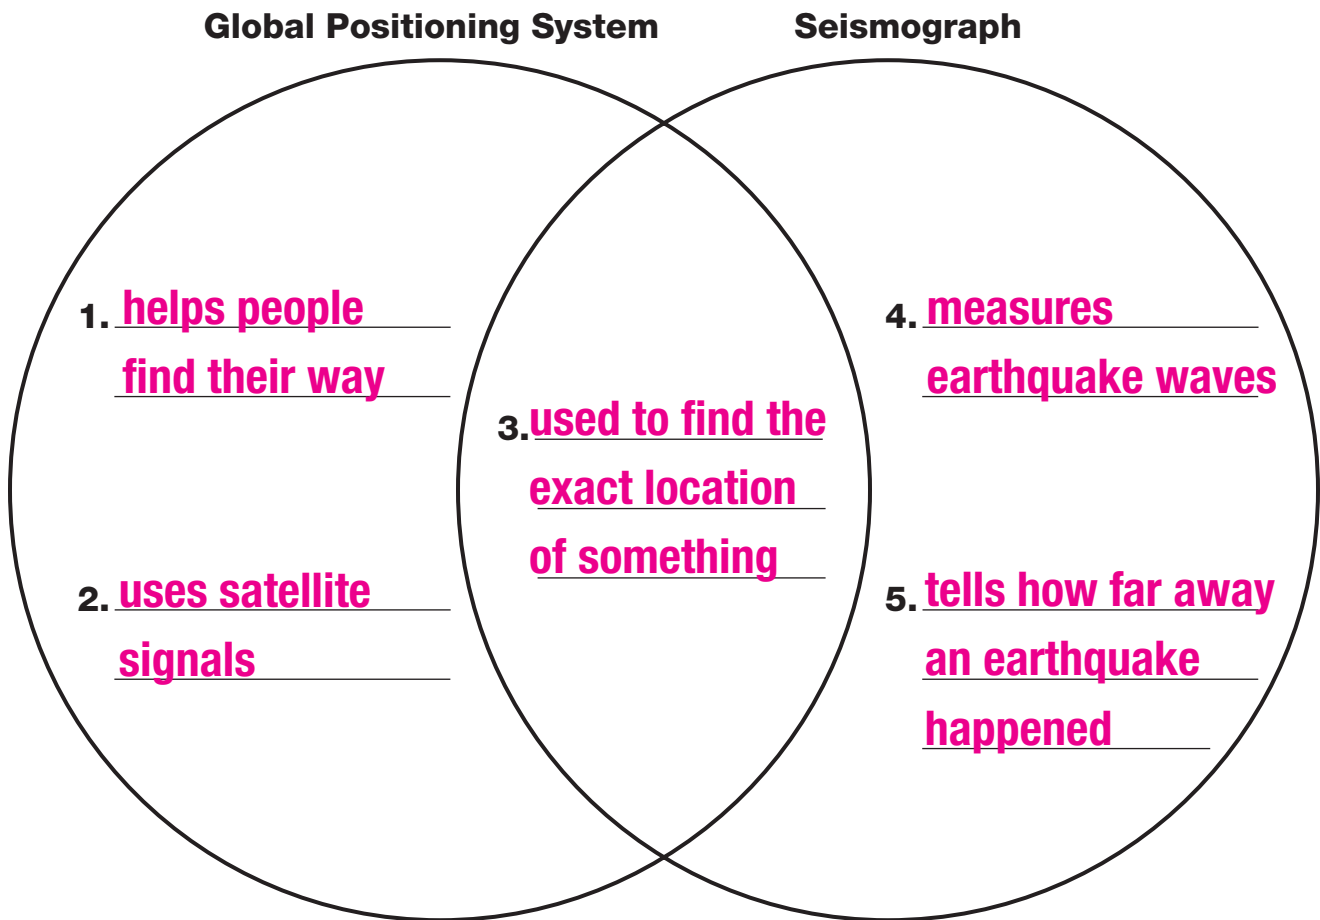 Global Positioning System
Seismograph
1. helps people
find their way
2. uses satellite
signals
3. used to find the
exact location
of something
4. measures
earthquake waves
5. tells how far away
an earthquake
happened